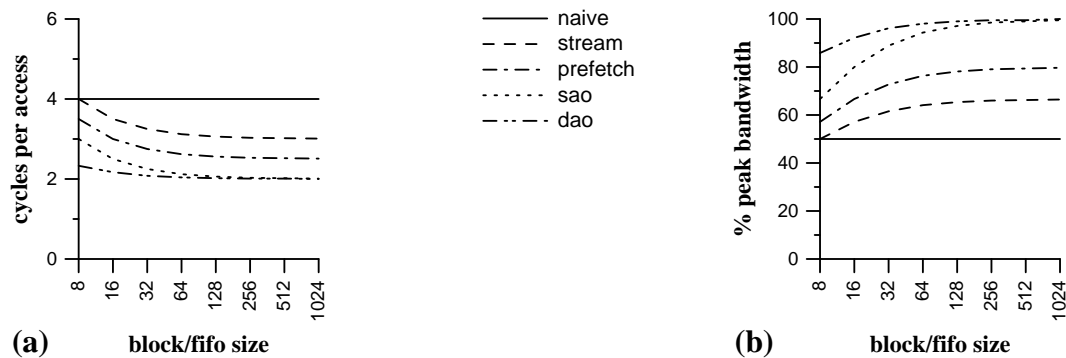 6
4
2
0
cycles per access
8
16
32
64
128
256
512
1024
(a)
block/fifo size
naive
stream
prefetch
sao
dao
100
80
60
40
20
0
% peak bandwidth
8
16
32
64
128
256
512
1024
(b)
block/fifo size